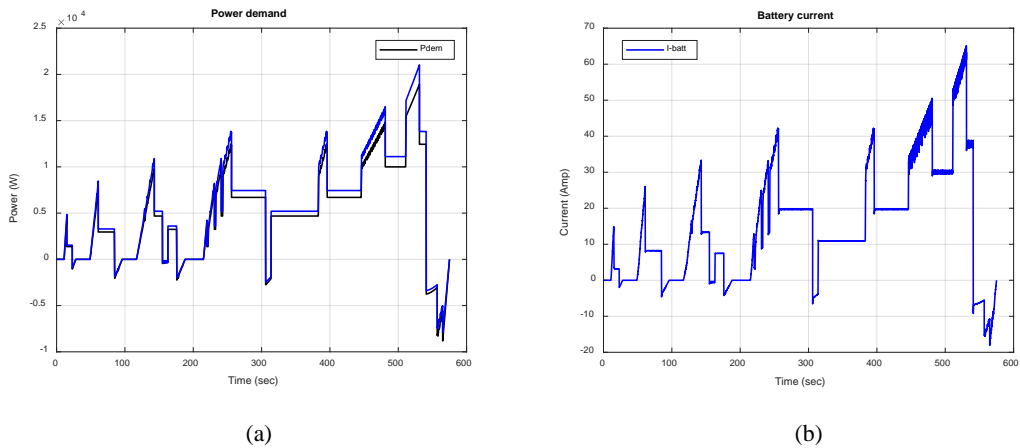 Power demand
× 10 4
2.5
2
1.5
1
0.5
0
-0.5
-1
Power (W)
0 100 200 300 400 500 600
Time (sec)
Pdem
(a)
Battery current
70
60
50
40
30
20
10
0
-10
-20
Current (Amp)
0 100 200 300 400 500 600
Time (sec)
I-batt
(b)